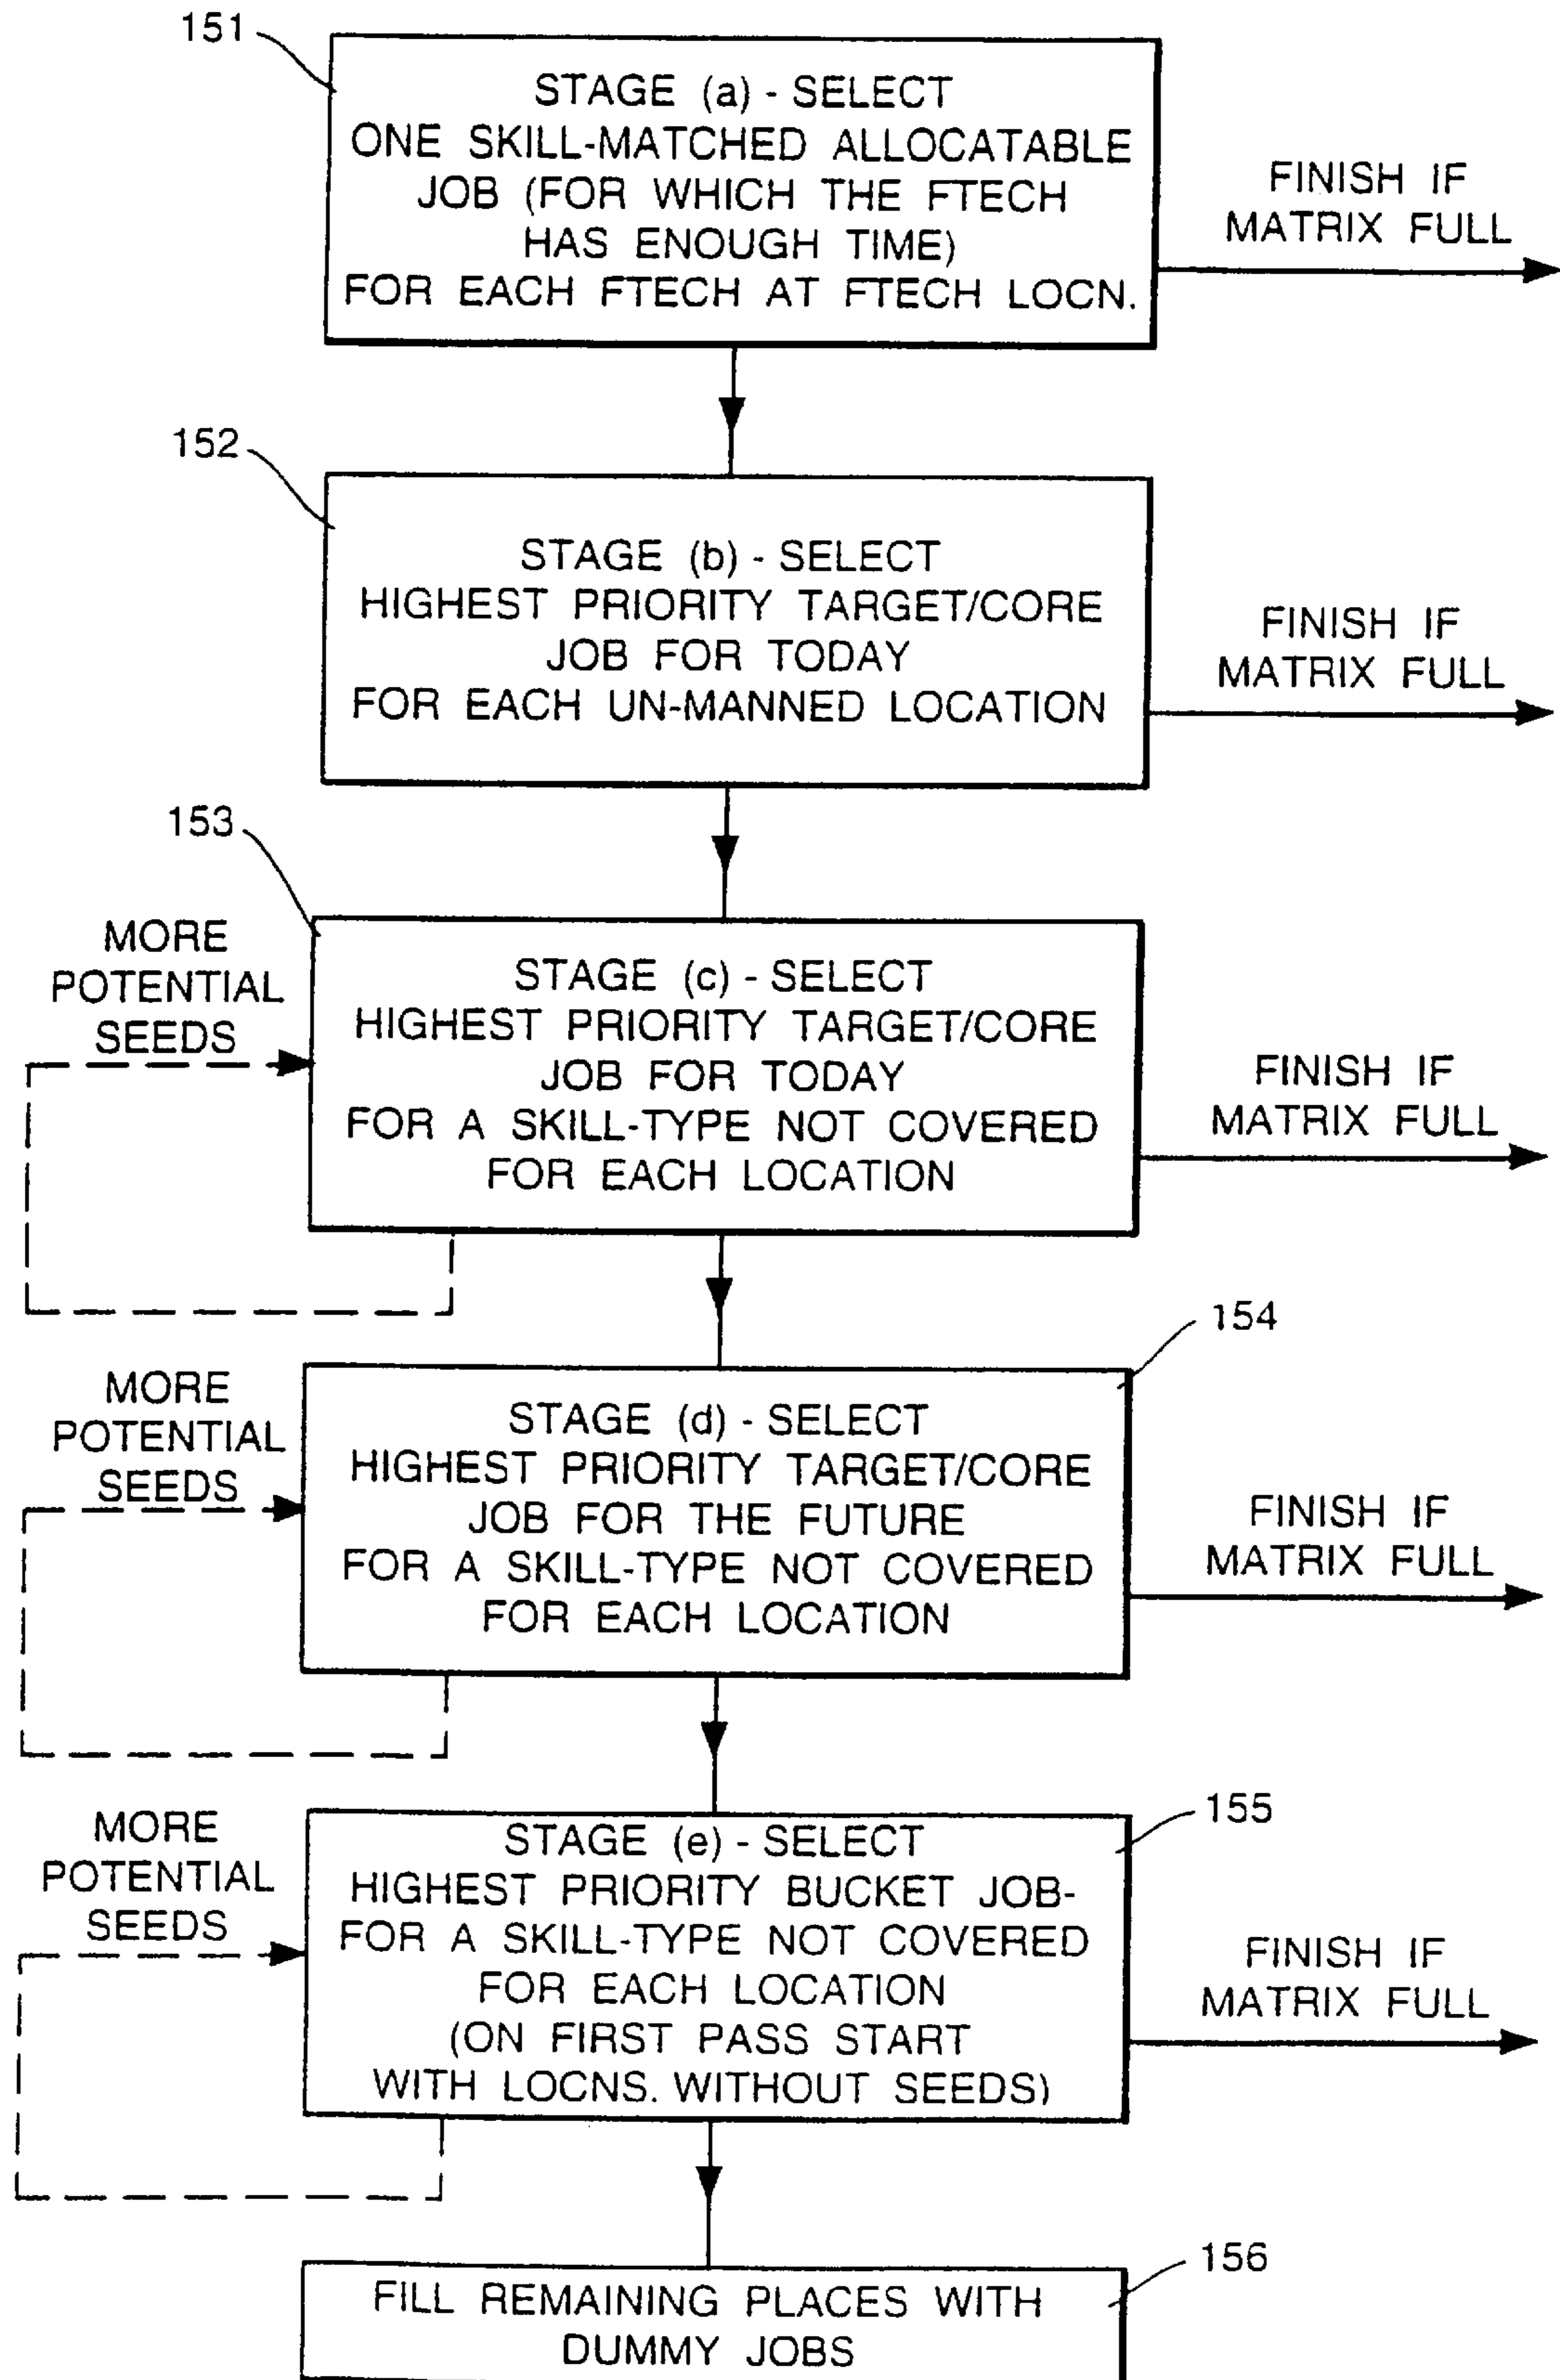 151
STAGE (a) - SELECT
ONE SKILL-MATCHED ALLOCATABLE
JOB (FOR WHICH THE FTECH
HAS ENOUGH TIME)
FOR EACH FTECH AT FTECH LOCN.
FINISH IF
MATRIX FULL
152
STAGE (b) - SELECT
HIGHEST PRIORITY TARGET/CORE
JOB FOR TODAY
FOR EACH UN-MANNED LOCATION
FINISH IF
MATRIX FULL
153
MORE
POTENTIAL
SEEDS
STAGE (c) - SELECT
HIGHEST PRIORITY TARGET/CORE
JOB FOR TODAY
FOR A SKILL-TYPE NOT COVERED
FOR EACH LOCATION
FINISH IF
MATRIX FULL
154
MORE
POTENTIAL
SEEDS
STAGE (d) - SELECT
HIGHEST PRIORITY TARGET/CORE
JOB FOR THE FUTURE
FOR A SKILL-TYPE NOT COVERED
FOR EACH LOCATION
FINISH IF
MATRIX FULL
155
MORE
POTENTIAL
SEEDS
STAGE (e) - SELECT
HIGHEST PRIORITY BUCKET JOB-
FOR A SKILL-TYPE NOT COVERED
FOR EACH LOCATION
(ON FIRST PASS START
WITH LOCNS. WITHOUT SEEDS)
FINISH IF
MATRIX FULL
156
FILL REMAINING PLACES WITH
DUMMY JOBS